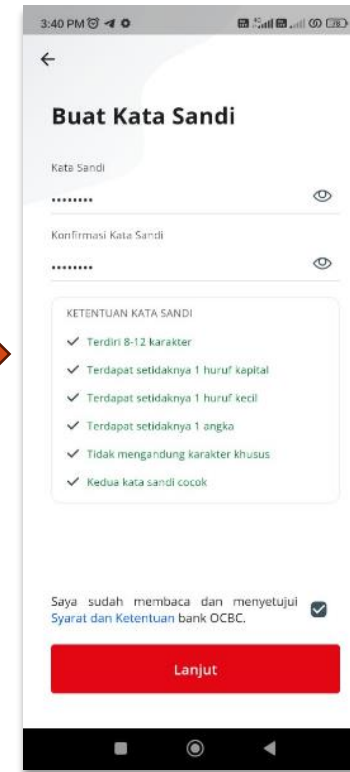 3:40 PM
Buat Kata Sandi
Kata Sandi
••••••••
Konfirmasi Kata Sandi
••••••••
KETENTUAN KATA SANDI
Terdiri 8-12 karakter
Terdapat setidaknya 1 huruf kapital
Terdapat setidaknya 1 huruf kecil
Terdapat setidaknya 1 angka
Tidak mengandung karakter khusus
Kedua kata sandi cocok
Saya sudah membaca dan menyetujui
Syarat dan Ketentuan bank OCBC.
Lanjut